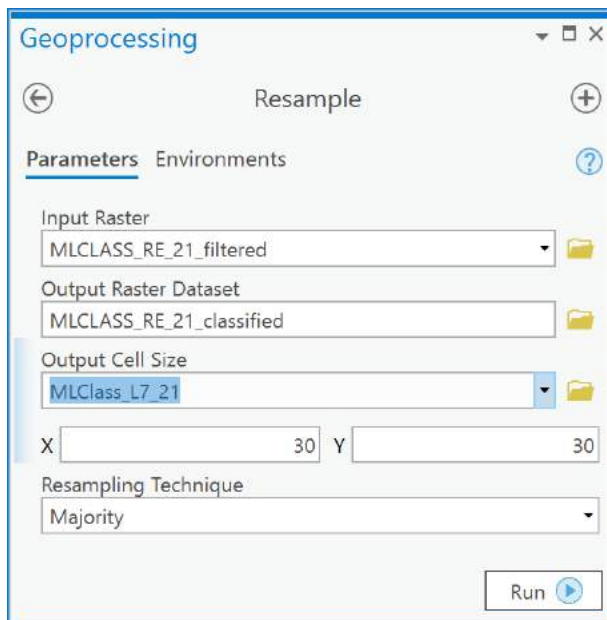 Geoprocessing
Resample
Parameters Environments
Input Raster
MLCLASS_RE_21_filtered
Output Raster Dataset
MLCLASS_RE_21_classified
Output Cell Size
MLClass_L7_21
X 30 Y 30
Resampling Technique
Majority
Run